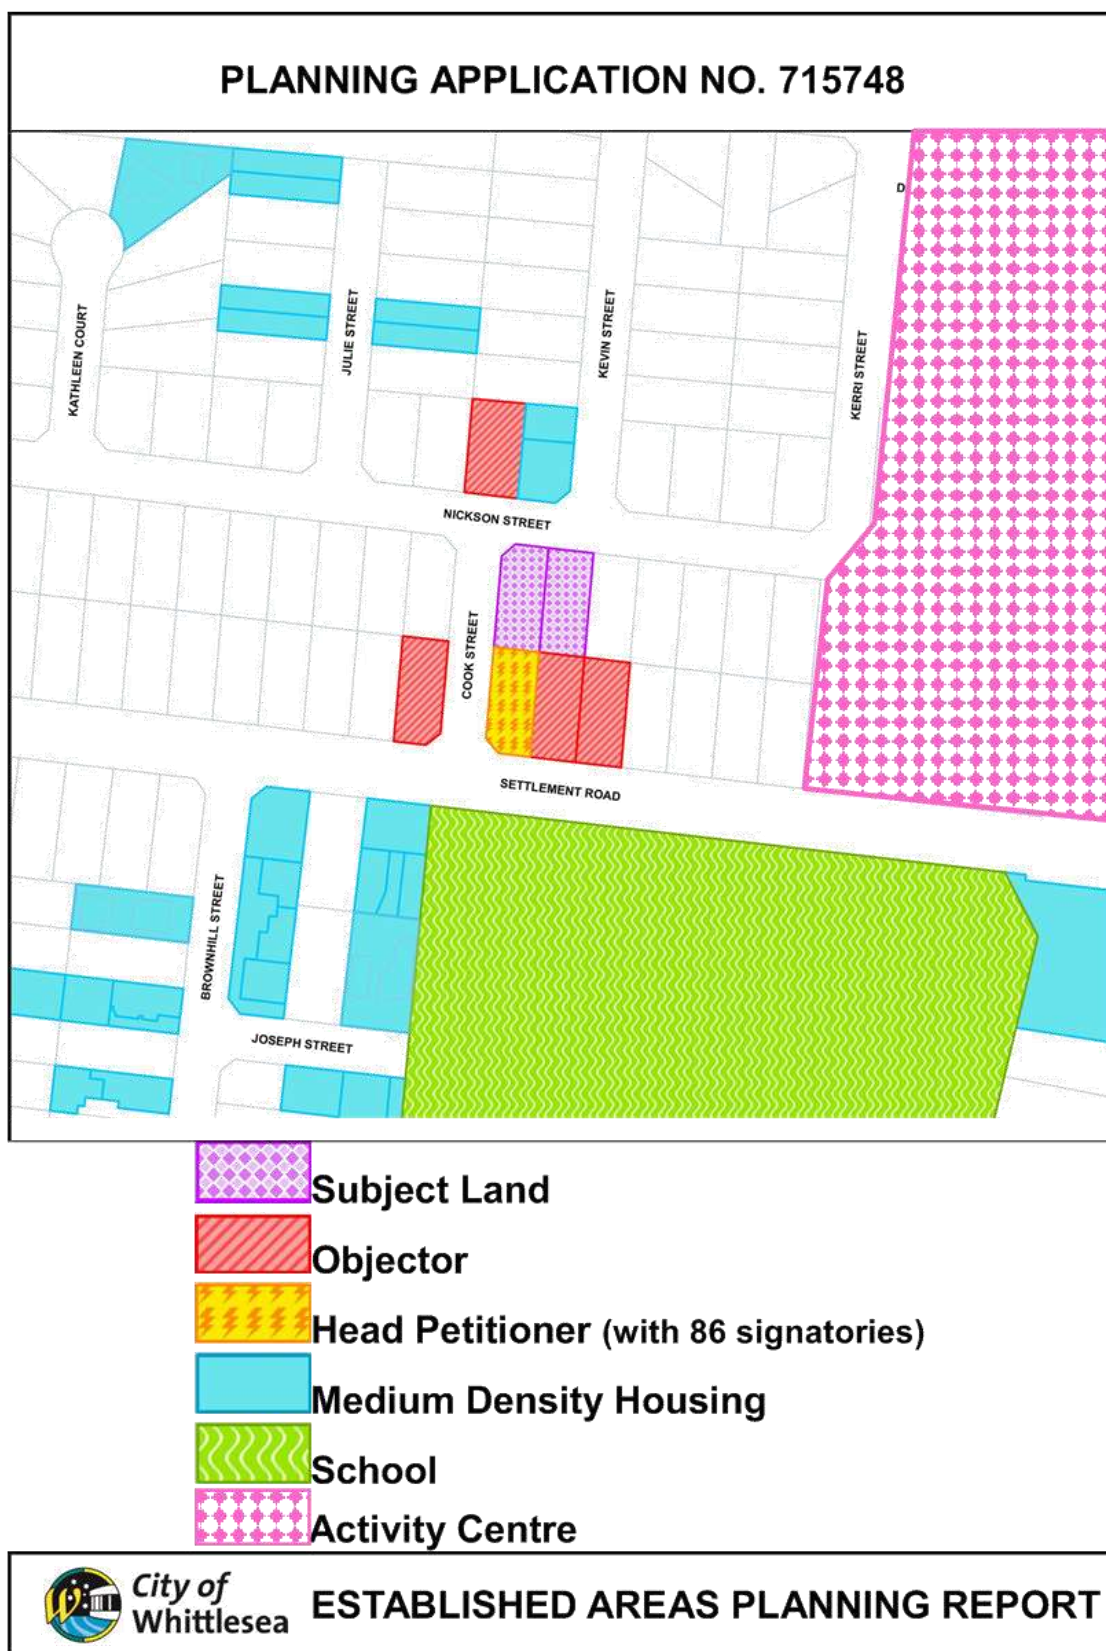 PLANNING APPLICATION NO. 715748
D
KATHLEEN COURT
JULIE STREET
KEVIN STREET
KERRI STREET
NICKSON STREET
COOK STREET
SETTLEMENT ROAD
BROWNHILL STREET
JOSEPH STREET
Subject Land
Objector
Head Petitioner (with 86 signatories)
Medium Density Housing
School
Activity Centre
City of
Whittlesea
ESTABLISHED AREAS PLANNING REPORT